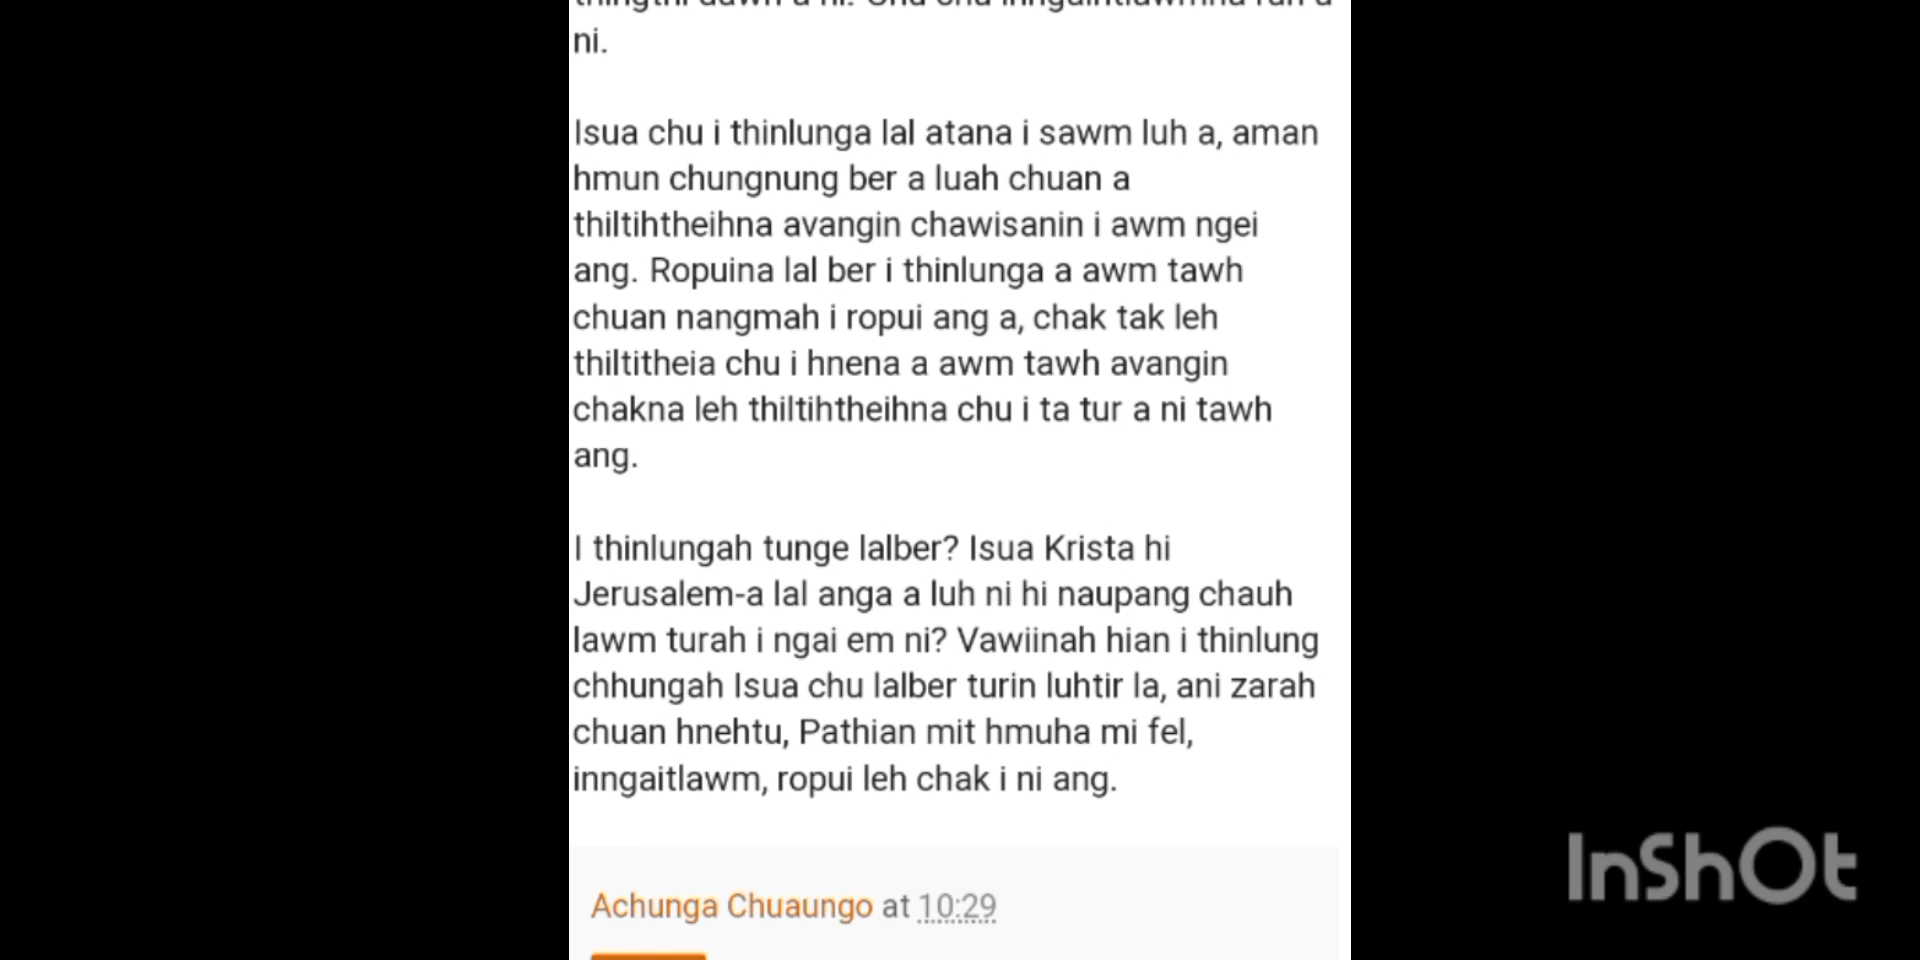 ni.
Isua chu i thinlunga lal atana i sawm luh a, aman
hmun chungnung ber a luah chuan a
thiltihtheihna avangin chawisanin i awm ngei
ang. Ropuina lal ber i thinlunga a awm tawh
chuan nangmah i ropui ang a, chak tak leh
thiltitheia chu i hnena a awm tawh avangin
chakna leh thiltihtheihna chu i ta tur a ni tawh
ang.
I thinlungah tunge lalber? Isua Krista hi
Jerusalem-a lal anga a luh ni hi naupang chauh
lawm turah i ngai em ni? Vawiinah hian i thinlung
chhungah Isua chu lalber turin luhtir la, ani zarah
chuan hnehtu, Pathian mit hmuha mi fel,
inngaitlawm, ropui leh chak i ni ang.
Achunga Chuaungo at 10:29
InShOt